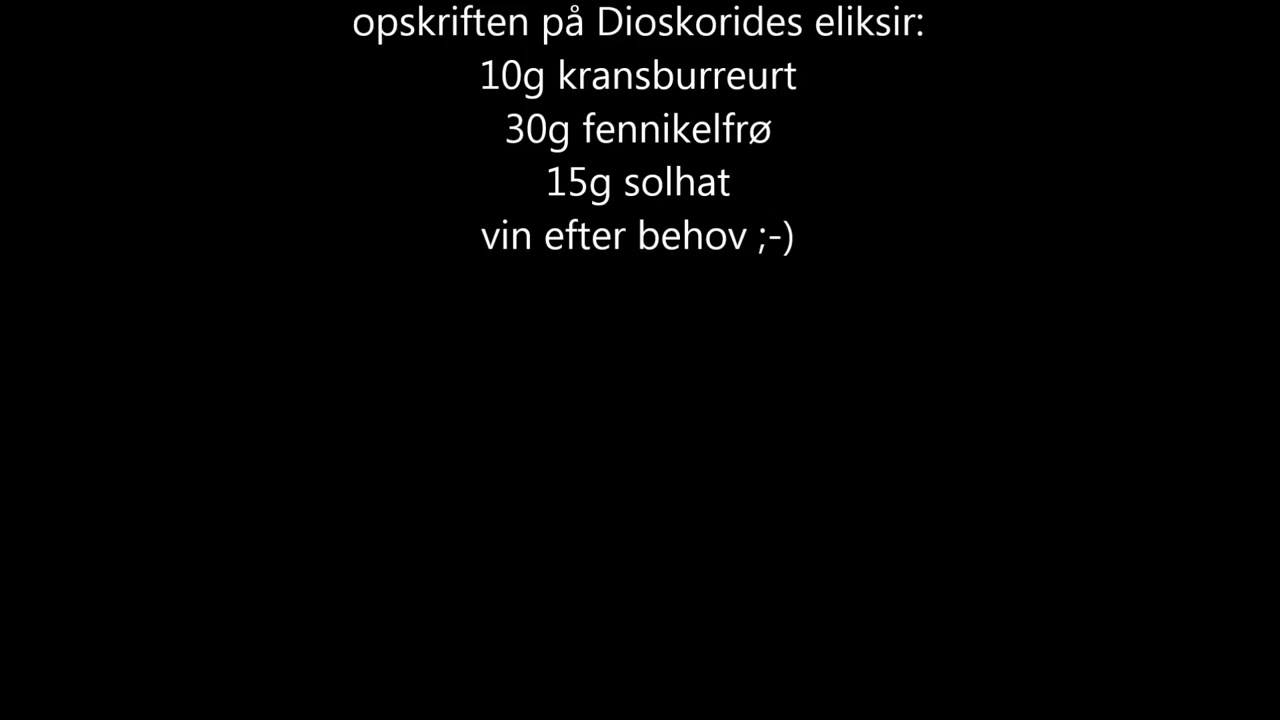 opskriften på Dioskorides eliksir:
10g kransburreurt
30g fennikelfrø
15g solhat
vin efter behov ;-)